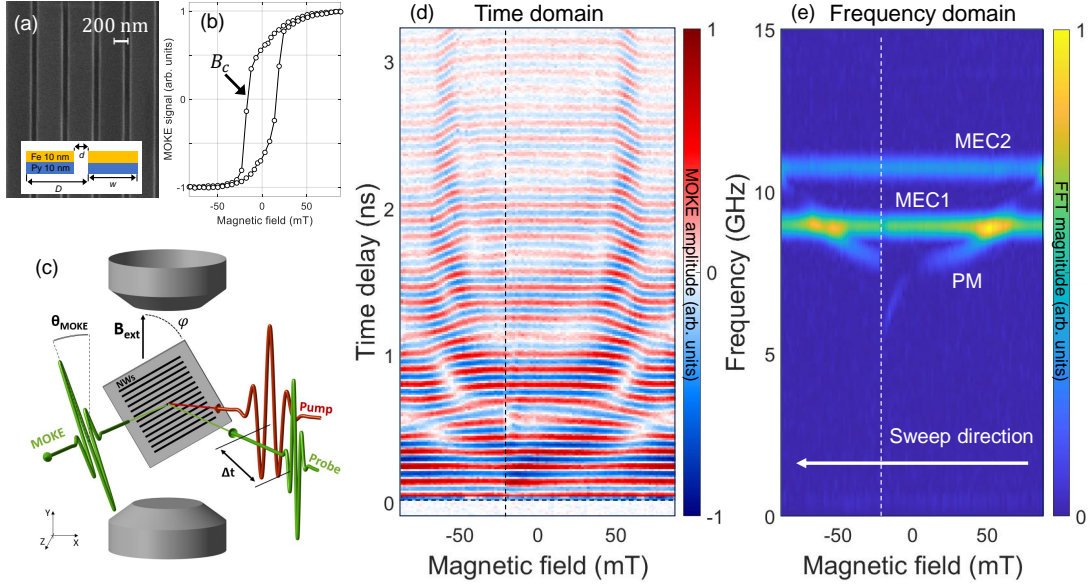 (a)
200 nm
Fe 10 nm
Py 10 nm
d
D
w
(b)
MOKE signal (arb. units)
1
0
-1
B_c
-50
0
50
Magnetic field (mT)
(c)
θ_MOKE
B_ext
φ
NWs
MOKE
Pump
Probe
Δt
Y
Z
X
(d)
Time domain
Time delay (ns)
3
2
1
0
-50
0
50
Magnetic field (mT)
1
0
-1
MOKE amplitude (arb. units)
(e)
Frequency domain
Frequency (GHz)
15
10
5
0
MEC2
MEC1
PM
Sweep direction
-50
0
50
Magnetic field (mT)
1
0
FFT magnitude (arb. units)